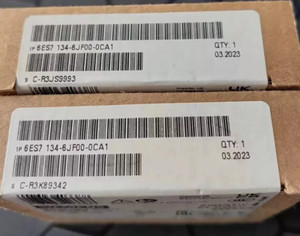 1P 6ES7 134-6JF00-0CA1
QTY: 1
03.2023
S C-R3JS9993
1P 6ES7 134-6JF00-0CA1
QTY: 1
03.2023
S C-R3K89342